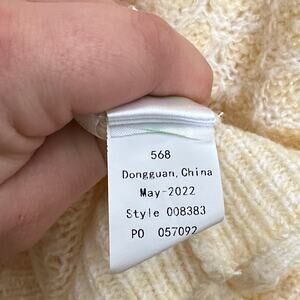 568
Dongguan, China
May-2022
Style 008383
PO 057092